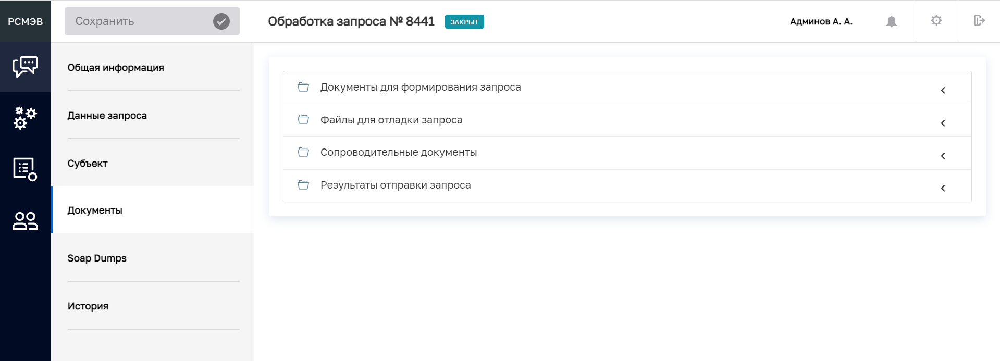 РСМЭВ
Сохранить
Обработка запроса № 8441
ЗАКРЫТ
Админов А. А.
Общая информация
Данные запроса
Субъект
Документы
Soap Dumps
История
Документы для формирования запроса
Файлы для отладки запроса
Сопроводительные документы
Результаты отправки запроса